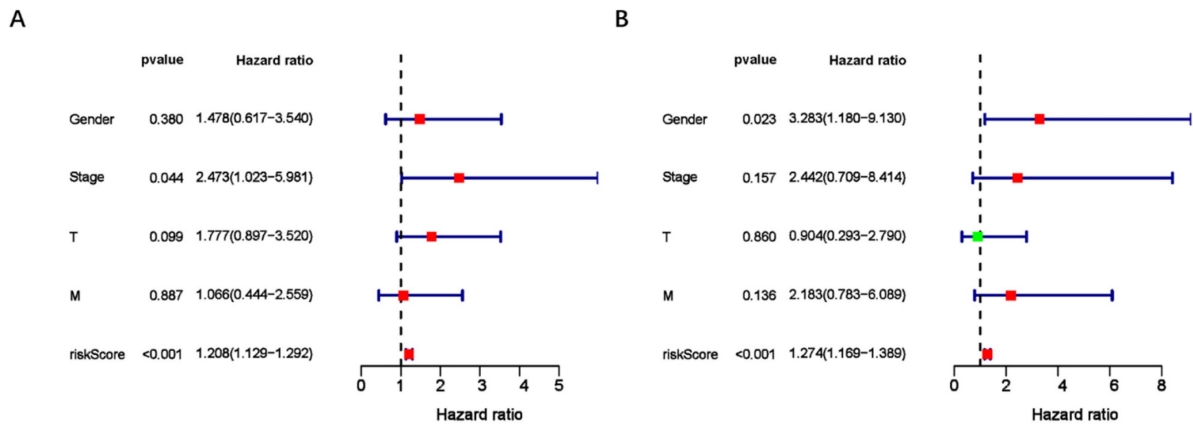 A
pvalue Hazard ratio
Gender 0.380 1.478(0.617−3.540)
Stage 0.044 2.473(1.023−5.981)
T 0.099 1.777(0.897−3.520)
M 0.887 1.066(0.444−2.559)
riskScore <0.001 1.208(1.129−1.292)
0 1 2 3 4 5
Hazard ratio
B
pvalue Hazard ratio
Gender 0.023 3.283(1.180−9.130)
Stage 0.157 2.442(0.709−8.414)
T 0.860 0.904(0.293−2.790)
M 0.136 2.183(0.783−6.089)
riskScore <0.001 1.274(1.169−1.389)
0 2 4 6 8
Hazard ratio